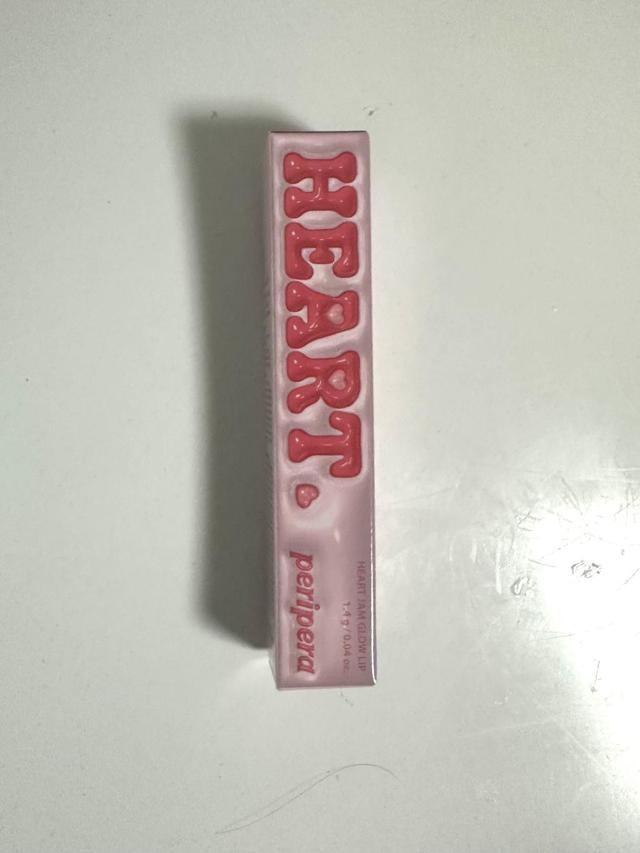 HEART
peripera
HEART JAM GLOW LIP
1.4 g / 0.04 oz.